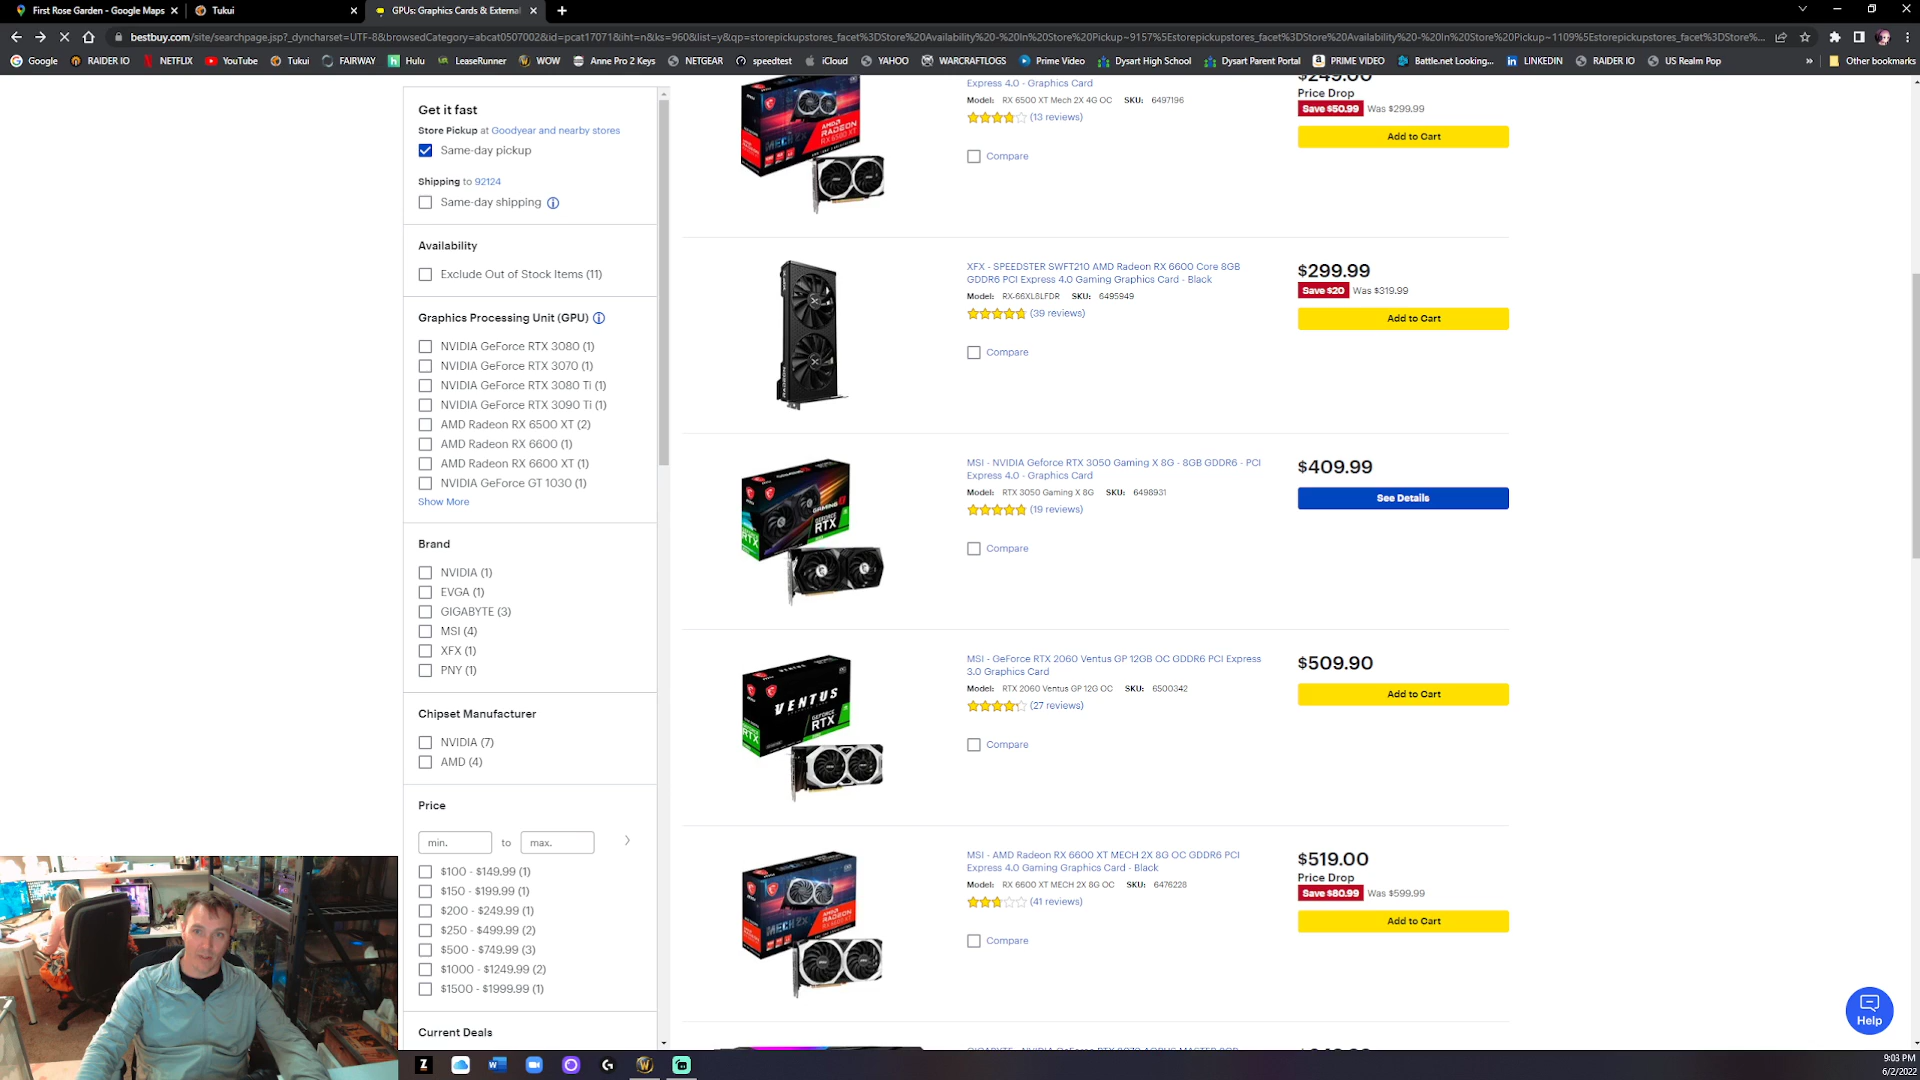 First Rose Garden - Google Maps
Tukui
GPUs: Graphics Cards & External
bestbuy.com/site/searchpage.jsp?_dyncharset=UTF-8&browsedCategory=abcat0507002&id=pcat17071&iht=n&ks=960&list=y&qp=storepickupstores_facet%3DStore%20Availability%20-%20In%20Store%20Pickup~9157%5Estorepickupstores_facet%3DStore%20Availability%20-%20In%20Store%20Pickup~1109%5Estorepickupstores_facet%3DStore%...
Google RAIDER IO NETFLIX YouTube Tukui FAIRWAY Hulu LeaseRunner WOW Anne Pro 2 Keys NETGEAR speedtest iCloud YAHOO WARCRAFTLOGS Prime Video Dysart High School Dysart Parent Portal PRIME VIDEO Battle.net Looking... LINKEDIN RAIDER IO US Realm Pop » Other bookmarks
Get it fast
Store Pickup at Goodyear and nearby stores
Same-day pickup
Shipping to 92124
Same-day shipping
Availability
Exclude Out of Stock Items (11)
Graphics Processing Unit (GPU)
NVIDIA GeForce RTX 3080 (1)
NVIDIA GeForce RTX 3070 (1)
NVIDIA GeForce RTX 3080 Ti (1)
NVIDIA GeForce RTX 3090 Ti (1)
AMD Radeon RX 6500 XT (2)
AMD Radeon RX 6600 (1)
AMD Radeon RX 6600 XT (1)
NVIDIA GeForce GT 1030 (1)
Show More
Brand
NVIDIA (1)
EVGA (1)
GIGABYTE (3)
MSI (4)
XFX (1)
PNY (1)
Chipset Manufacturer
NVIDIA (7)
AMD (4)
Price
min. to max.
$100 - $149.99 (1)
$150 - $199.99 (1)
$200 - $249.99 (1)
$250 - $499.99 (2)
$500 - $749.99 (3)
$1000 - $1249.99 (2)
$1500 - $1999.99 (1)
Current Deals
Express 4.0 - Graphics Card
Model: RX 6500 XT Mech 2X 4G OC SKU: 6497196
(13 reviews)
Compare
$249.00
Price Drop
Save $50.99 Was $299.99
Add to Cart
XFX - SPEEDSTER SWFT210 AMD Radeon RX 6600 Core 8GB
GDDR6 PCI Express 4.0 Gaming Graphics Card - Black
Model: RX-66XL8LFDR SKU: 6495949
(39 reviews)
Compare
$299.99
Save $20 Was $319.99
Add to Cart
GEFORCE
RTX
MSI - NVIDIA Geforce RTX 3050 Gaming X 8G - 8GB GDDR6 - PCI
Express 4.0 - Graphics Card
Model: RTX 3050 Gaming X 8G SKU: 6498931
(19 reviews)
Compare
$409.99
See Details
VENTUS
GEFORCE
RTX
MSI - GeForce RTX 2060 Ventus GP 12GB OC GDDR6 PCI Express
3.0 Graphics Card
Model: RTX 2060 Ventus GP 12G OC SKU: 6500342
(27 reviews)
Compare
$509.90
Add to Cart
MECH 2X
MSI - AMD Radeon RX 6600 XT MECH 2X 8G OC GDDR6 PCI
Express 4.0 Gaming Graphics Card - Black
Model: RX 6600 XT MECH 2X 8G OC SKU: 6476228
(41 reviews)
Compare
$519.00
Price Drop
Save $80.99 Was $599.99
Add to Cart
Help
9:03 PM
6/2/2022